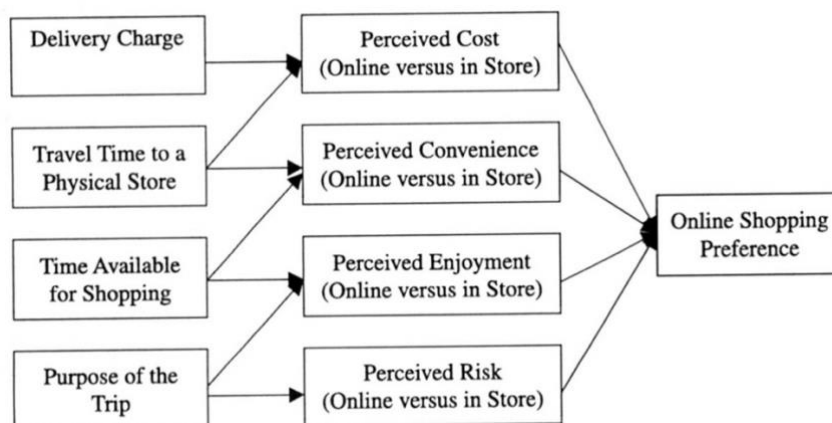 Delivery Charge
Perceived Cost
(Online versus in Store)
Travel Time to a
Physical Store
Perceived Convenience
(Online versus in Store)
Online Shopping
Preference
Time Available
for Shopping
Perceived Enjoyment
(Online versus in Store)
Purpose of the
Trip
Perceived Risk
(Online versus in Store)